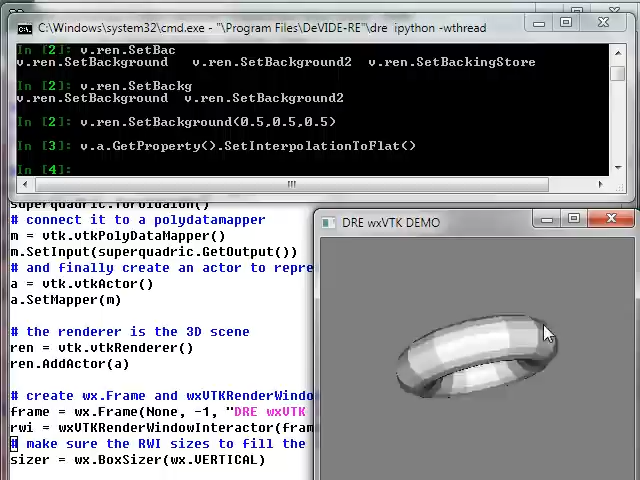 C:\Windows\system32\cmd.exe - "\Program Files\DeVIDE-RE"\dre ipython -wthread
In [2]: v.ren.SetBac
v.ren.SetBackground v.ren.SetBackground2 v.ren.SetBackingStore
In [2]: v.ren.SetBackg
v.ren.SetBackground v.ren.SetBackground2
In [2]: v.ren.SetBackground(0.5,0.5,0.5)
In [3]: v.a.GetProperty().SetInterpolationToFlat()
In [4]:
superquadric.ToroidalOn()
# connect it to a polydatamapper
m = vtk.vtkPolyDataMapper()
m.SetInput(superquadric.GetOutput())
# and finally create an actor to repre
a = vtk.vtkActor()
a.SetMapper(m)
# the renderer is the 3D scene
ren = vtk.vtkRenderer()
ren.AddActor(a)
# create wx.Frame and wxVTKRenderWindo
frame = wx.Frame(None, -1, "DRE wxVTK
rwi = wxVTKRenderWindowInteractor(fram
# make sure the RWI sizes to fill the
sizer = wx.BoxSizer(wx.VERTICAL)
DRE wxVTK DEMO